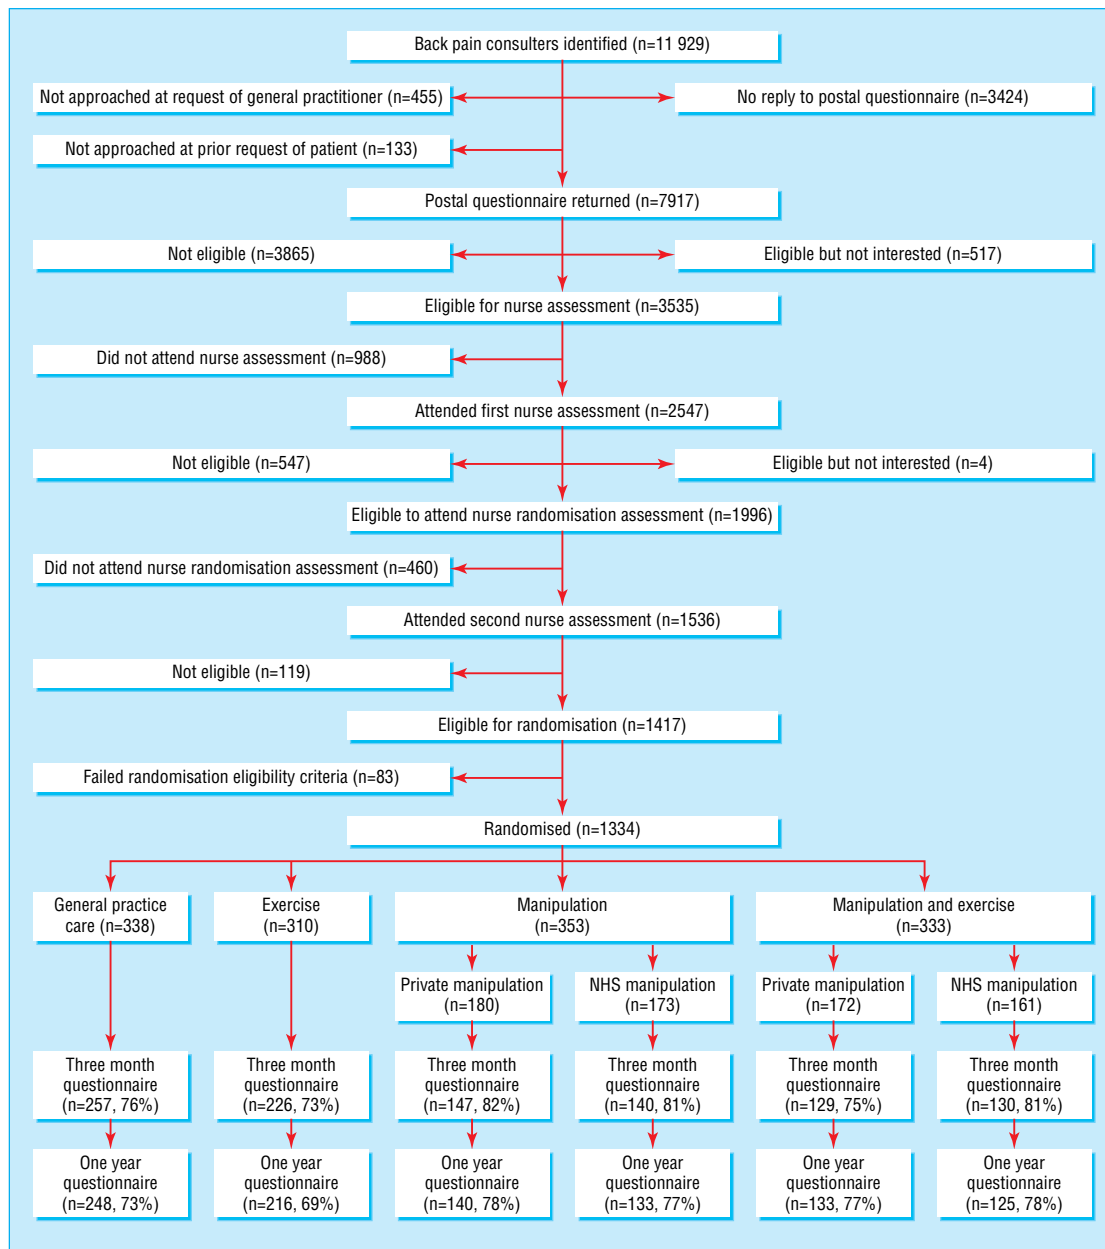 Back pain consulters identified (n=11 929)
Not approached at request of general practitioner (n=455)
No reply to postal questionnaire (n=3424)
Not approached at prior request of patient (n=133)
Postal questionnaire returned (n=7917)
Not eligible (n=3865)
Eligible but not interested (n=517)
Eligible for nurse assessment (n=3535)
Did not attend nurse assessment (n=988)
Attended first nurse assessment (n=2547)
Not eligible (n=547)
Eligible but not interested (n=4)
Eligible to attend nurse randomisation assessment (n=1996)
Did not attend nurse randomisation assessment (n=460)
Attended second nurse assessment (n=1536)
Not eligible (n=119)
Eligible for randomisation (n=1417)
Failed randomisation eligibility criteria (n=83)
Randomised (n=1334)
General practice
care (n=338)
Exercise
(n=310)
Manipulation
(n=353)
Manipulation and exercise
(n=333)
Private manipulation
(n=180)
NHS manipulation
(n=173)
Private manipulation
(n=172)
NHS manipulation
(n=161)
Three month
questionnaire
(n=257, 76%)
Three month
questionnaire
(n=226, 73%)
Three month
questionnaire
(n=147, 82%)
Three month
questionnaire
(n=140, 81%)
Three month
questionnaire
(n=129, 75%)
Three month
questionnaire
(n=130, 81%)
One year
questionnaire
(n=248, 73%)
One year
questionnaire
(n=216, 69%)
One year
questionnaire
(n=140, 78%)
One year
questionnaire
(n=133, 77%)
One year
questionnaire
(n=133, 77%)
One year
questionnaire
(n=125, 78%)